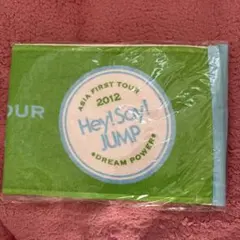 OUR
ASIA FIRST TOUR
2012
Hey! Say!
JUMP
★DREAM POWER★